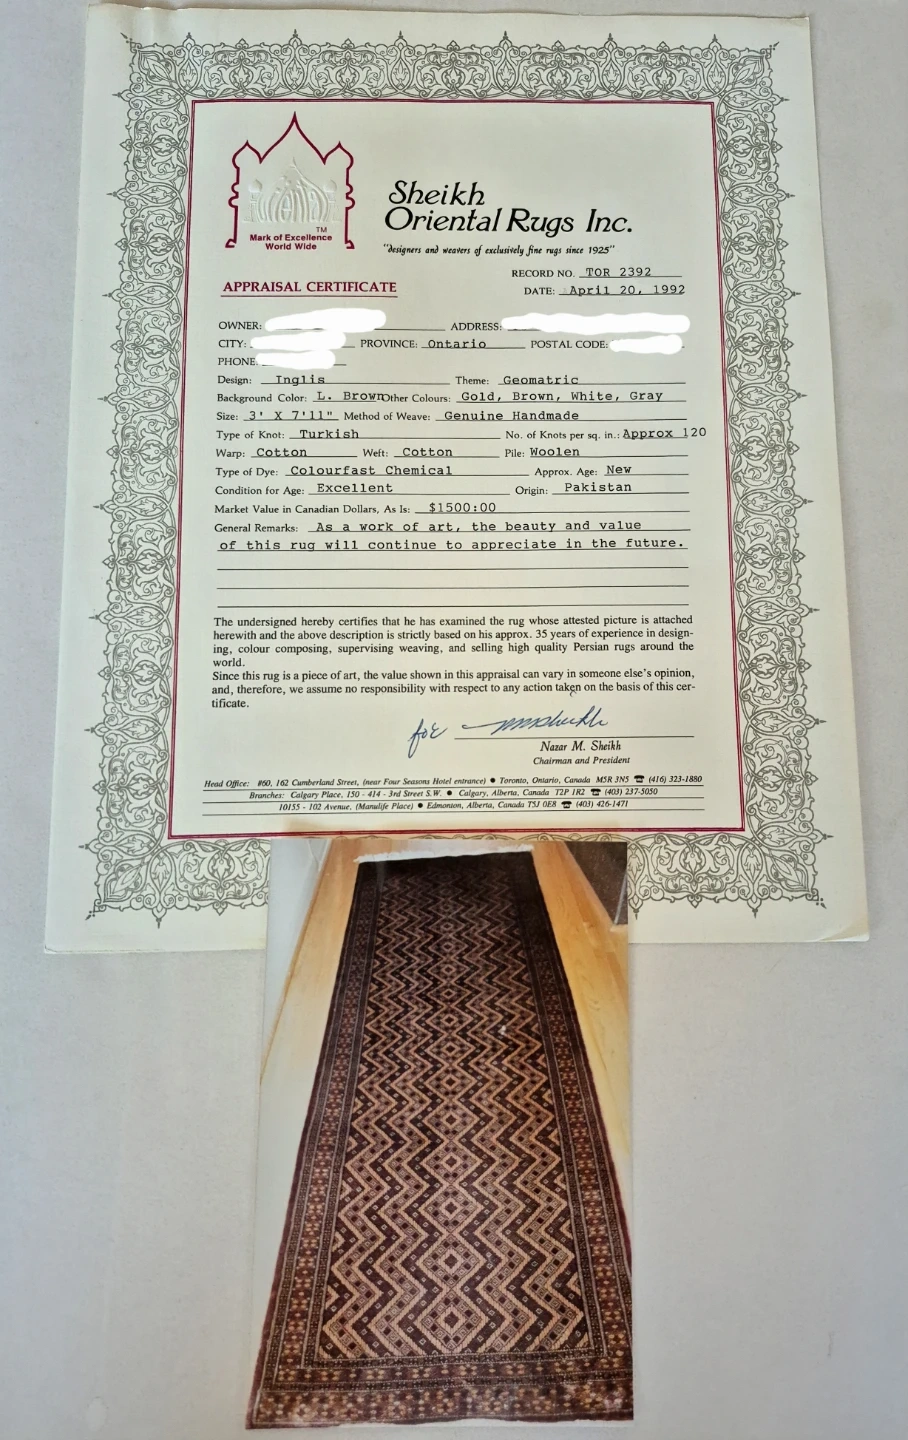 TM
Mark of Excellence
World Wide
Sheikh
Oriental Rugs Inc.
"designers and weavers of exclusively fine rugs since 1925"
RECORD NO. TOR 2392
APPRAISAL CERTIFICATE
DATE: April 20, 1992
OWNER: ADDRESS:
CITY: PROVINCE: Ontario POSTAL CODE:
PHONE:
Design: Inglis Theme: Geomatric
Background Color: L. Brown Other Colours: Gold, Brown, White, Gray
Size: 3' X 7'11" Method of Weave: Genuine Handmade
Type of Knot: Turkish No. of Knots per sq. in.: Approx 120
Warp: Cotton Weft: Cotton Pile: Woolen
Type of Dye: Colourfast Chemical Approx. Age: New
Condition for Age: Excellent Origin: Pakistan
Market Value in Canadian Dollars, As Is: $1500:00
General Remarks: As a work of art, the beauty and value
of this rug will continue to appreciate in the future.
The undersigned hereby certifies that he has examined the rug whose attested picture is attached
herewith and the above description is strictly based on his approx. 35 years of experience in design-
ing, colour composing, supervising weaving, and selling high quality Persian rugs around the
world.
Since this rug is a piece of art, the value shown in this appraisal can vary in someone else's opinion,
and, therefore, we assume no responsibility with respect to any action taken on the basis of this cer-
tificate.
for
Nazar M. Sheikh
Chairman and President
Head Office: #60, 162 Cumberland Street, (near Four Seasons Hotel entrance) ● Toronto, Ontario, Canada M5R 3N5 ☎ (416) 323-1880
Branches: Calgary Place, 150 - 414 - 3rd Street S.W. ● Calgary, Alberta, Canada T2P 1R2 ☎ (403) 237-5050
10155 - 102 Avenue. (Manulife Place) ● Edmonton, Alberta, Canada T5J 0E8 ☎ (403) 426-1471